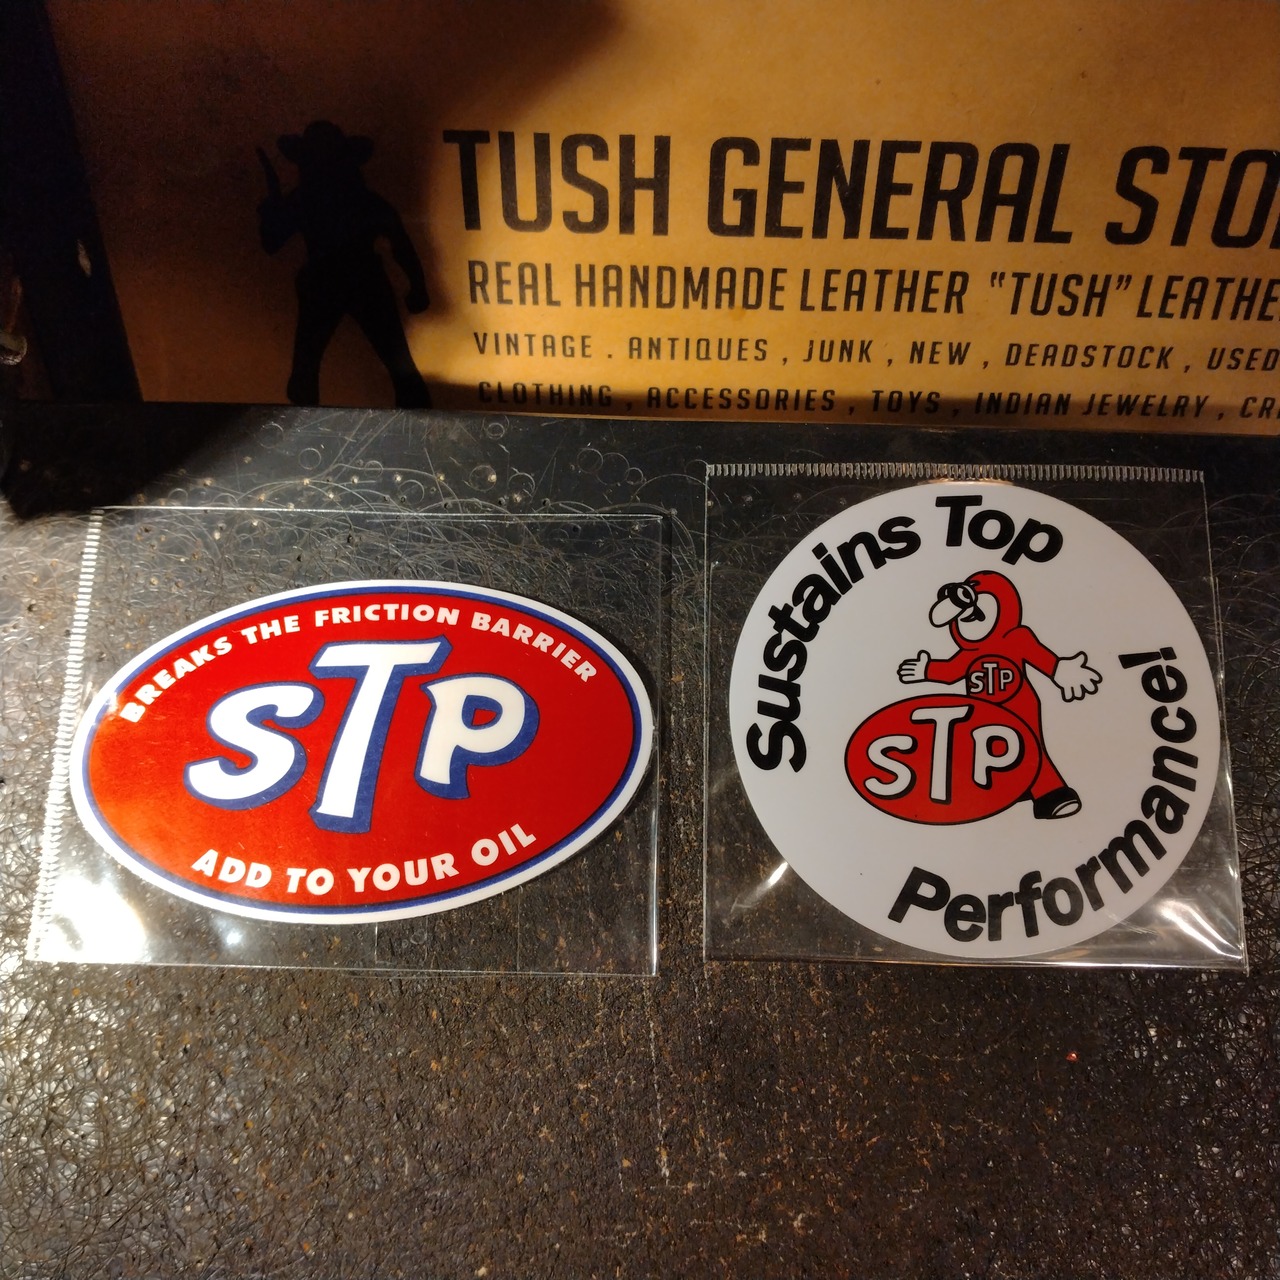 TUSH GENERAL STO
REAL HANDMADE LEATHER "TUSH" LEATHE
VINTAGE . ANTIQUES , JUNK , NEW , DEADSTOCK , USED
CLOTHING , ACCESSORIES , TOYS , INDIAN JEWELRY , CR
BREAKS THE FRICTION BARRIER
STP
ADD TO YOUR OIL
Sustains Top
STP
STP
Performance!